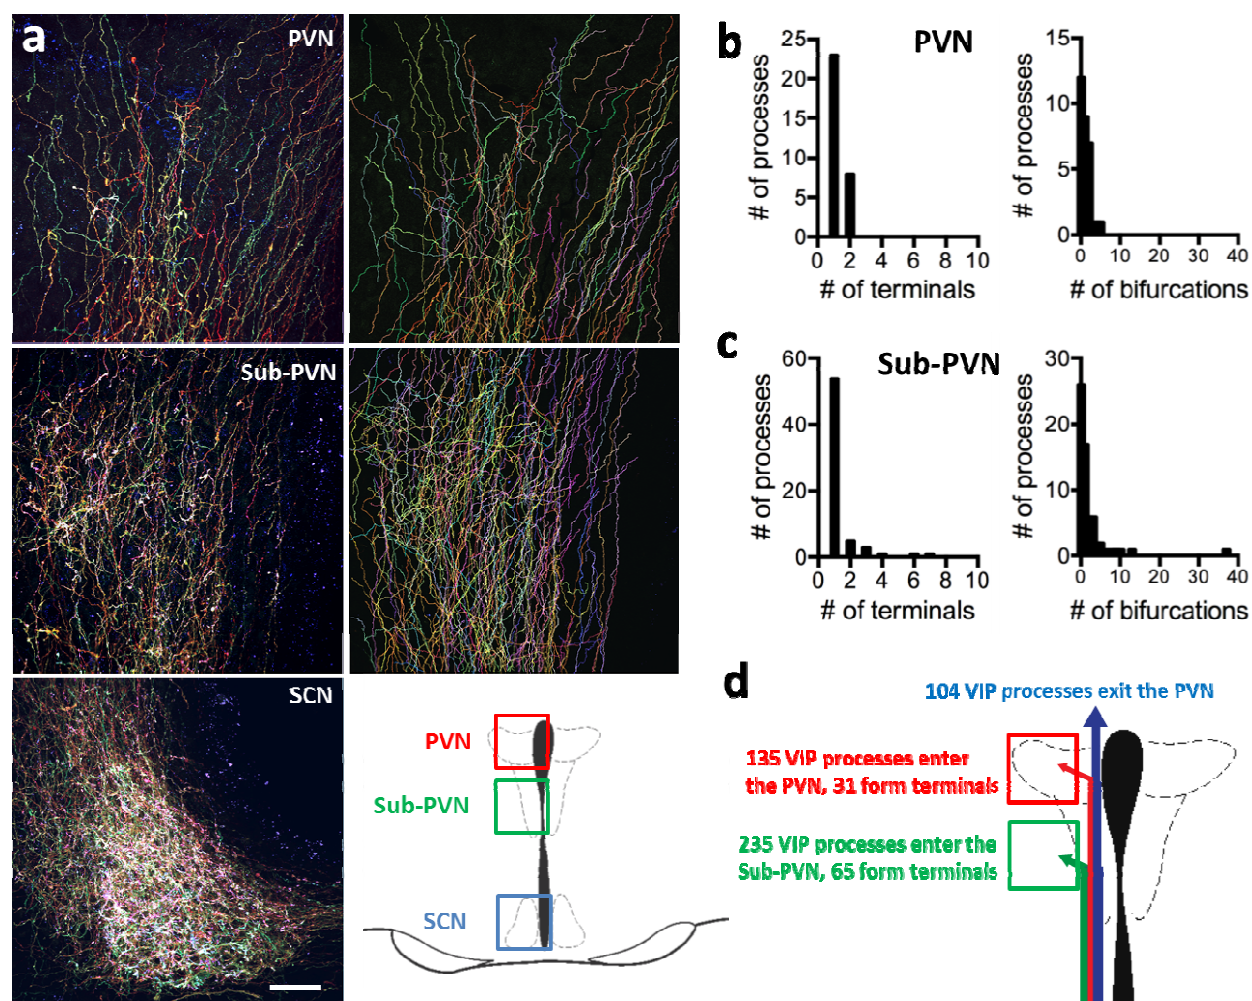 a
PVN
Sub-PVN
SCN
PVN
Sub-PVN
SCN
b
PVN
# of processes
25
20
15
10
5
0
0 2 4 6 8 10
# of terminals
# of processes
15
10
5
0
0 10 20 30 40
# of bifurcations
c
Sub-PVN
# of processes
60
40
20
0
0 2 4 6 8 10
# of terminals
# of processes
30
20
10
0
0 10 20 30 40
# of bifurcations
d
104 VIP processes exit the PVN
135 VIP processes enter
the PVN, 31 form terminals
235 VIP processes enter the
Sub-PVN, 65 form terminals